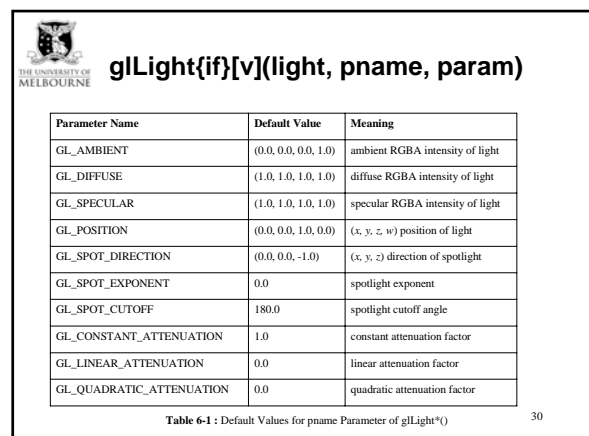 THE UNIVERSITY OF
MELBOURNE
glLight{if}[v](light, pname, param)
Parameter Name Default Value Meaning
GL_AMBIENT (0.0, 0.0, 0.0, 1.0) ambient RGBA intensity of light
GL_DIFFUSE (1.0, 1.0, 1.0, 1.0) diffuse RGBA intensity of light
GL_SPECULAR (1.0, 1.0, 1.0, 1.0) specular RGBA intensity of light
GL_POSITION (0.0, 0.0, 1.0, 0.0) (x, y, z, w) position of light
GL_SPOT_DIRECTION (0.0, 0.0, -1.0) (x, y, z) direction of spotlight
GL_SPOT_EXPONENT 0.0 spotlight exponent
GL_SPOT_CUTOFF 180.0 spotlight cutoff angle
GL_CONSTANT_ATTENUATION 1.0 constant attenuation factor
GL_LINEAR_ATTENUATION 0.0 linear attenuation factor
GL_QUADRATIC_ATTENUATION 0.0 quadratic attenuation factor
Table 6-1 : Default Values for pname Parameter of glLight*()
30